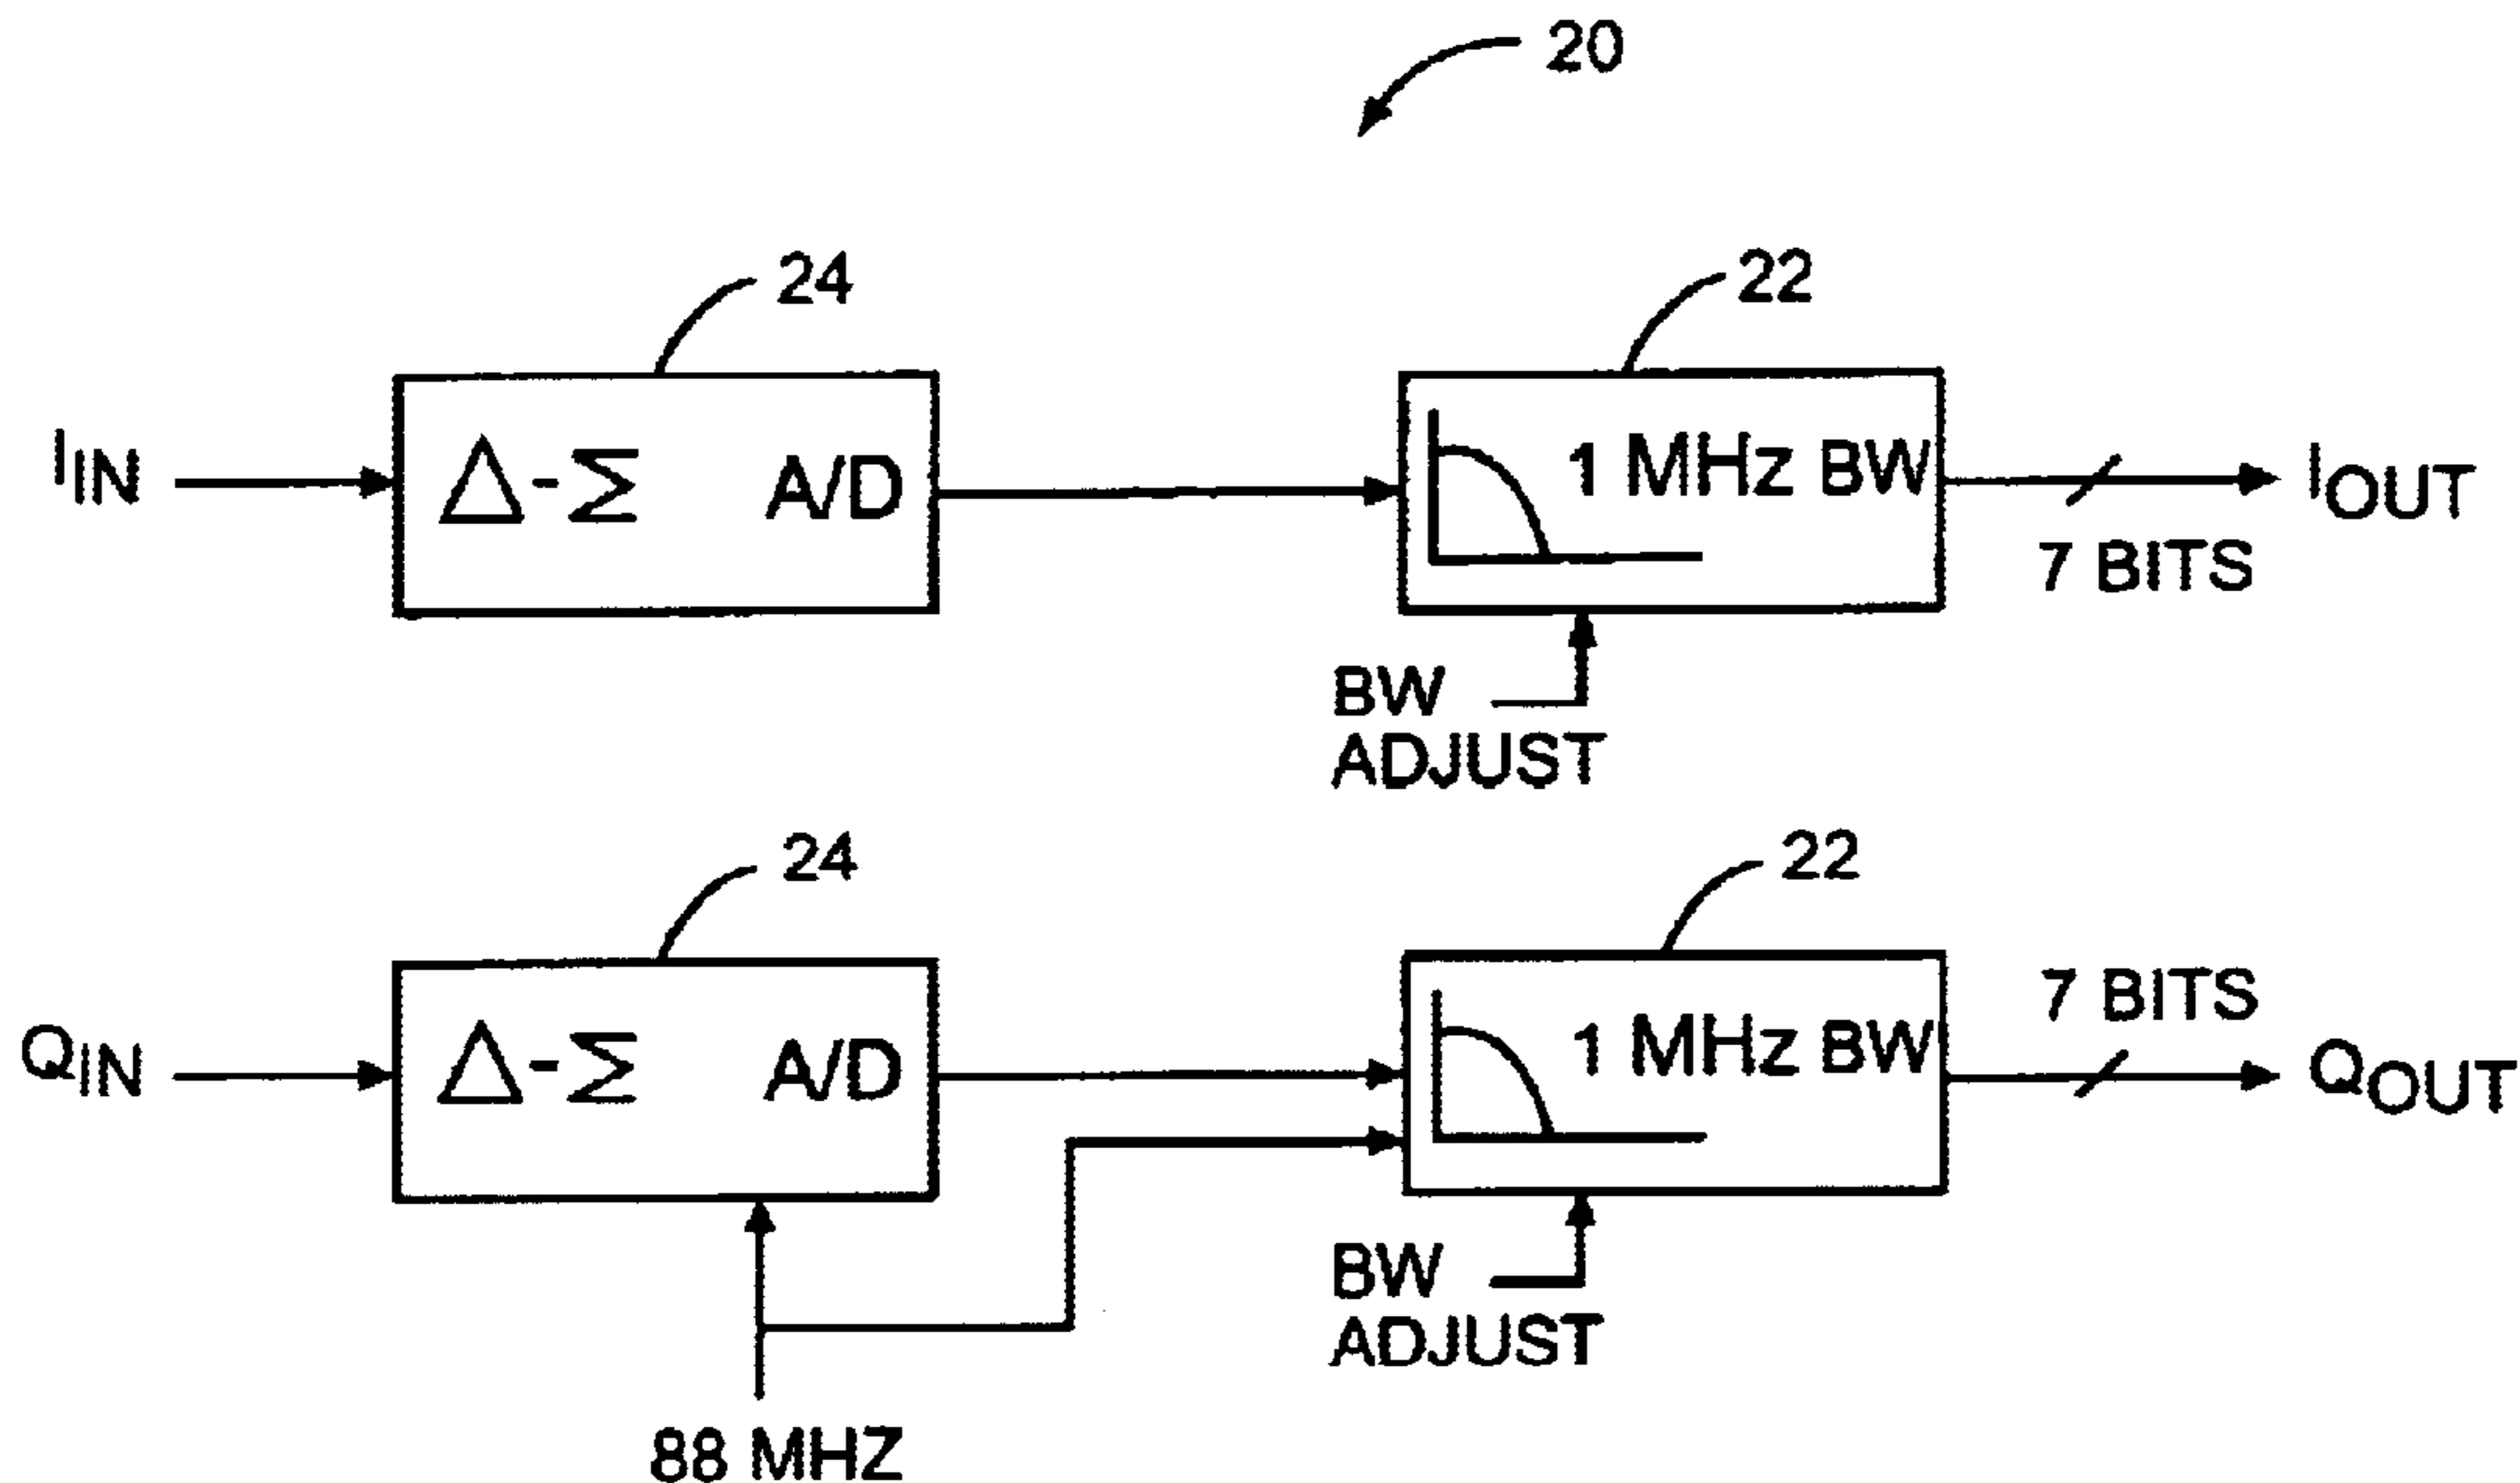 20
24
22
IIN
Δ-Σ A/D
1 MHz BW
IOUT
7 BITS
BW
ADJUST
24
22
7 BITS
QIN
Δ-Σ A/D
1 MHz BW
QOUT
BW
ADJUST
88 MHZ